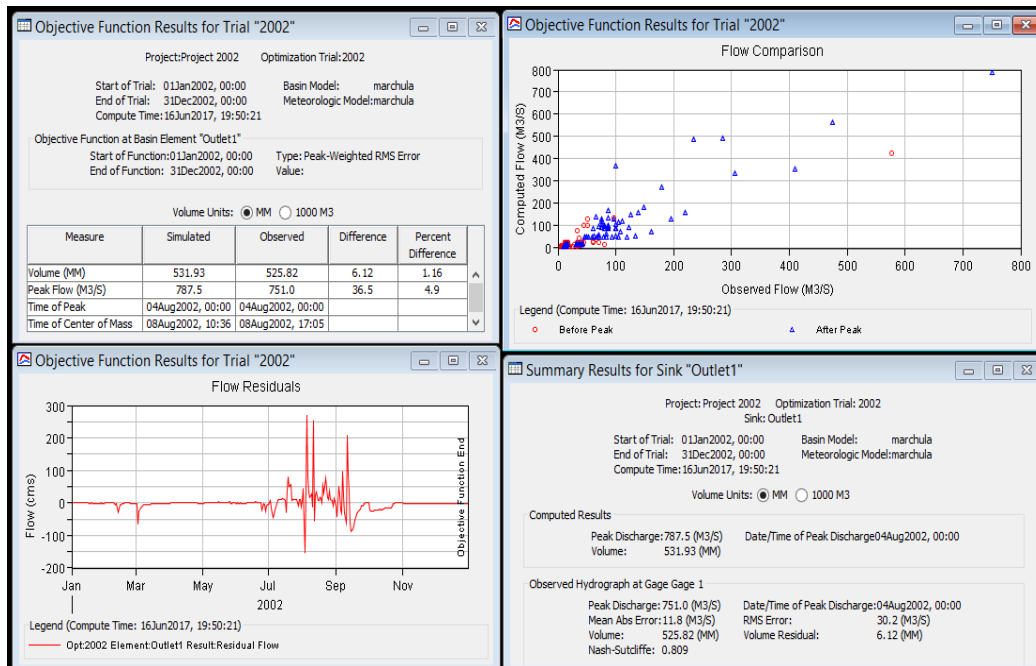 Objective Function Results for Trial "2002"
Project:Project 2002 Optimization Trial:2002
Start of Trial: 01Jan2002, 00:00 Basin Model: marchula
End of Trial: 31Dec2002, 00:00 Meteorologic Model:marchula
Compute Time:16Jun2017, 19:50:21
Objective Function at Basin Element "Outlet1"
Start of Function:01Jan2002, 00:00 Type: Peak-Weighted RMS Error
End of Function: 31Dec2002, 00:00 Value:
Volume Units: MM 1000 M3
Measure Simulated Observed Difference Percent Difference
Volume (MM) 531.93 525.82 6.12 1.16
Peak Flow (M3/S) 787.5 751.0 36.5 4.9
Time of Peak 04Aug2002, 00:00 04Aug2002, 00:00
Time of Center of Mass 08Aug2002, 10:36 08Aug2002, 17:05
Objective Function Results for Trial "2002"
Flow Comparison
Computed Flow (M3/S)
800
700
600
500
400
300
200
100
0
0 100 200 300 400 500 600 700 800
Observed Flow (M3/S)
Legend (Compute Time: 16Jun2017, 19:50:21)
Before Peak After Peak
Objective Function Results for Trial "2002"
Flow Residuals
Flow (cms)
300
200
100
0
-100
-200
Objective Function End
Jan Mar May Jul Sep Nov
2002
Legend (Compute Time: 16Jun2017, 19:50:21)
Opt:2002 Element:Outlet1 Result:Residual Flow
Summary Results for Sink "Outlet1"
Project: Project 2002 Optimization Trial: 2002
Sink: Outlet1
Start of Trial: 01Jan2002, 00:00 Basin Model: marchula
End of Trial: 31Dec2002, 00:00 Meteorologic Model:marchula
Compute Time:16Jun2017, 19:50:21
Volume Units: MM 1000 M3
Computed Results
Peak Discharge:787.5 (M3/S) Date/Time of Peak Discharge04Aug2002, 00:00
Volume: 531.93 (MM)
Observed Hydrograph at Gage Gage 1
Peak Discharge:751.0 (M3/S) Date/Time of Peak Discharge:04Aug2002, 00:00
Mean Abs Error:11.8 (M3/S) RMS Error: 30.2 (M3/S)
Volume: 525.82 (MM) Volume Residual: 6.12 (MM)
Nash-Sutcliffe: 0.809